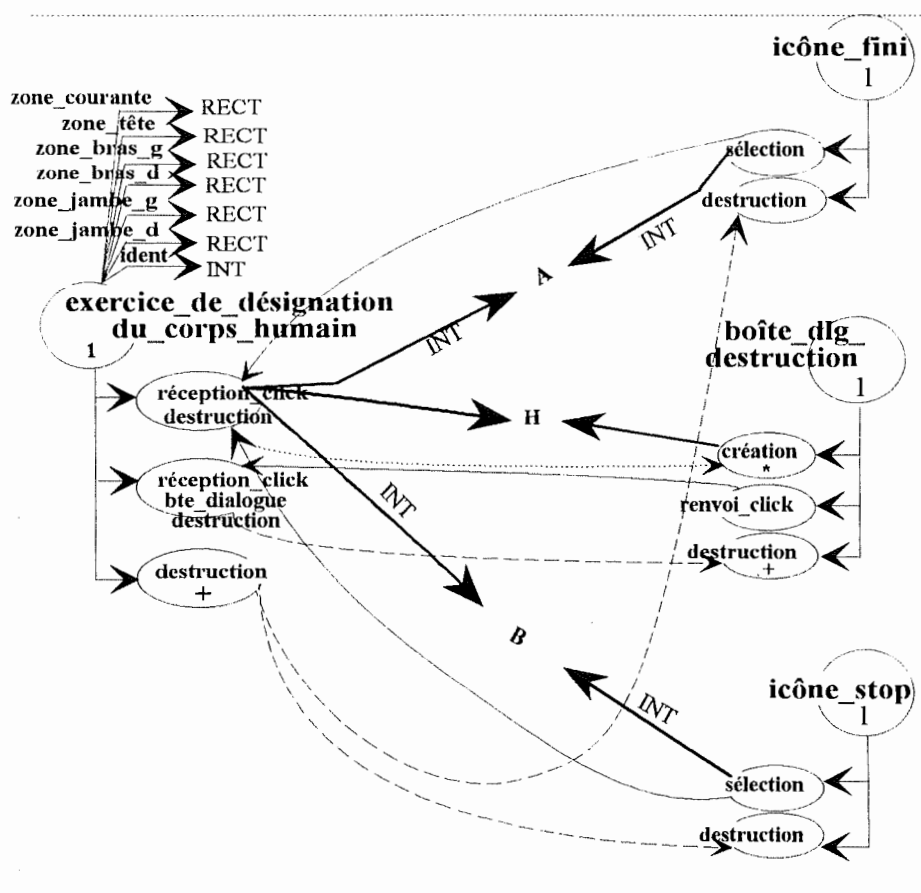 icône_fini
1
zone_courante
RECT
zone_tête
RECT
zone_bras_g
RECT
zone_bras_d
RECT
zone_jambe_g
RECT
zone_jambe_d
RECT
ident
INT
sélection
destruction
INT
A
exercice_de_désignation
du_corps_humain
1
INT
boîte_dlg_
destruction
1
réception_click
destruction
H
création
*
réception_click
bte_dialogue
destruction
INT
renvoi_click
destruction
+
destruction
+
B
icône_stop
1
INT
sélection
destruction